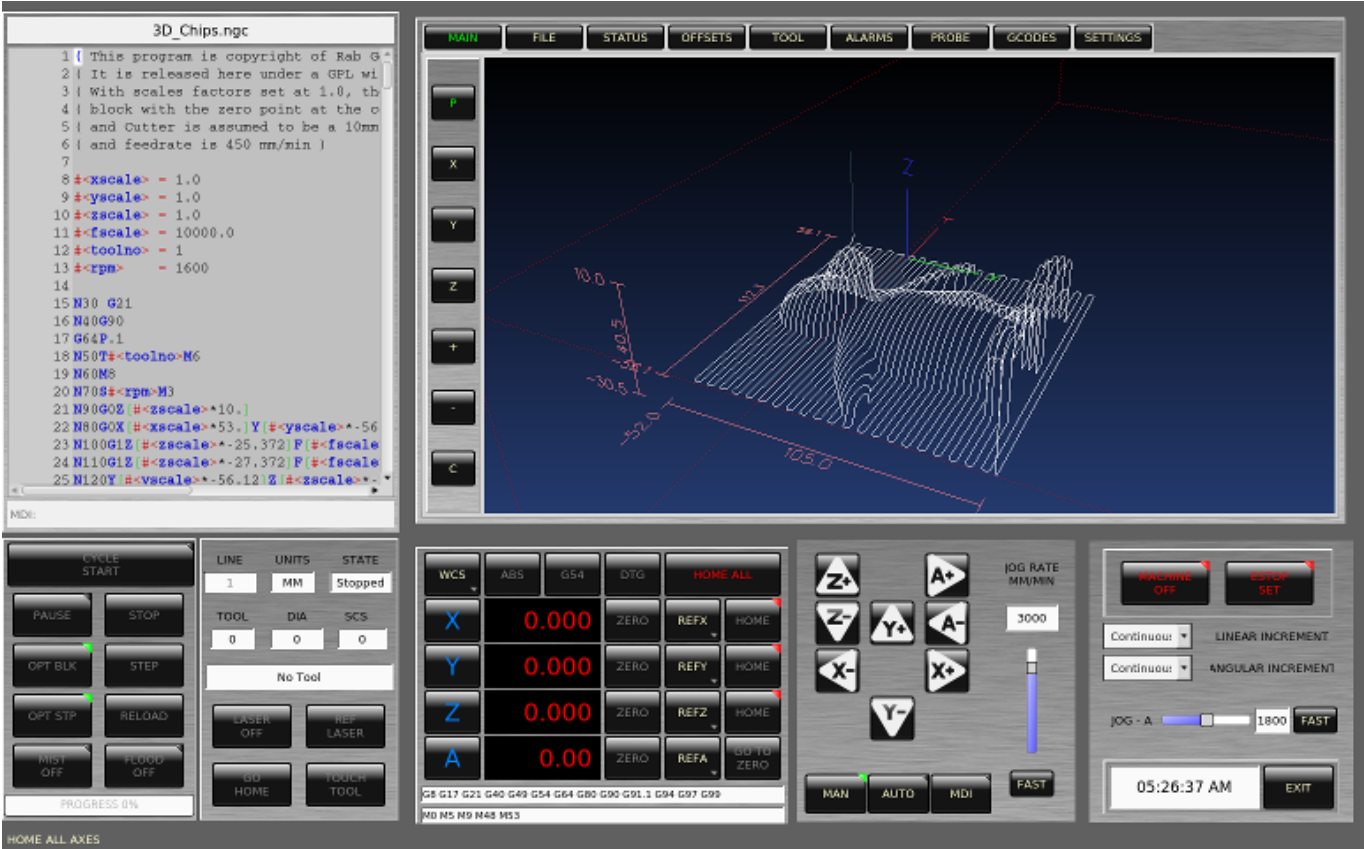 3D_Chips.ngc
1 ( This program is copyright of Rab G
2 ( It is released here under a GPL wi
3 ( With scales factors set at 1.0, th
4 ( block with the zero point at the c
5 ( and Cutter is assumed to be a 10mm
6 ( and feedrate is 450 mm/min )
7
8 #<xscale> = 1.0
9 #<yscale> = 1.0
10 #<zscale> = 1.0
11 #<fscale> = 10000.0
12 #<toolno> = 1
13 #<rpm> = 1600
14
15 N30 G21
16 N40G90
17 G64P.1
18 N50T#<toolno>M6
19 N60M8
20 N70S#<rpm>M3
21 N90G0Z[#<zscale>*10.]
22 N80G0X[#<xscale>*53.]Y[#<yscale>*-56
23 N100G1Z[#<zscale>*-25.372]F[#<fscale
24 N110G1Z[#<zscale>*-27.372]F[#<fscale
25 N120Y[#<yscale>*-56.12]Z[#<zscale>*-
MDI:
MAIN FILE STATUS OFFSETS TOOL ALARMS PROBE GCODES SETTINGS
P
X
Y
Z
+
-
C
Z
Y
10.0
112.3
40.5
-30.5
-52.0
105.0
CYCLE
START
PAUSE STOP
OPT BLK STEP
OPT STP RELOAD
MIST
OFF
FLOOD
OFF
PROGRESS 0%
LINE UNITS STATE
1 MM Stopped
TOOL DIA SCS
0 0 0
No Tool
LASER
OFF
REF
LASER
GO
HOME
TOUCH
TOOL
WCS ABS G54 DTG HOME ALL
X 0.000 ZERO REFX HOME
Y 0.000 ZERO REFY HOME
Z 0.000 ZERO REFZ HOME
A 0.00 ZERO REFA GO TO
ZERO
G8 G17 G21 G40 G49 G54 G64 G80 G90 G91.1 G94 G97 G99
M0 M5 M9 M48 M53
Z+ A+
Z- Y+ A-
X- X+
Y-
MAN AUTO MDI
JOG RATE
MM/MIN
3000
FAST
MACHINE
OFF
ESTOP
SET
Continuou: LINEAR INCREMENT
Continuou: ANGULAR INCREMENT
JOG - A 1800 FAST
05:26:37 AM EXIT
HOME ALL AXES